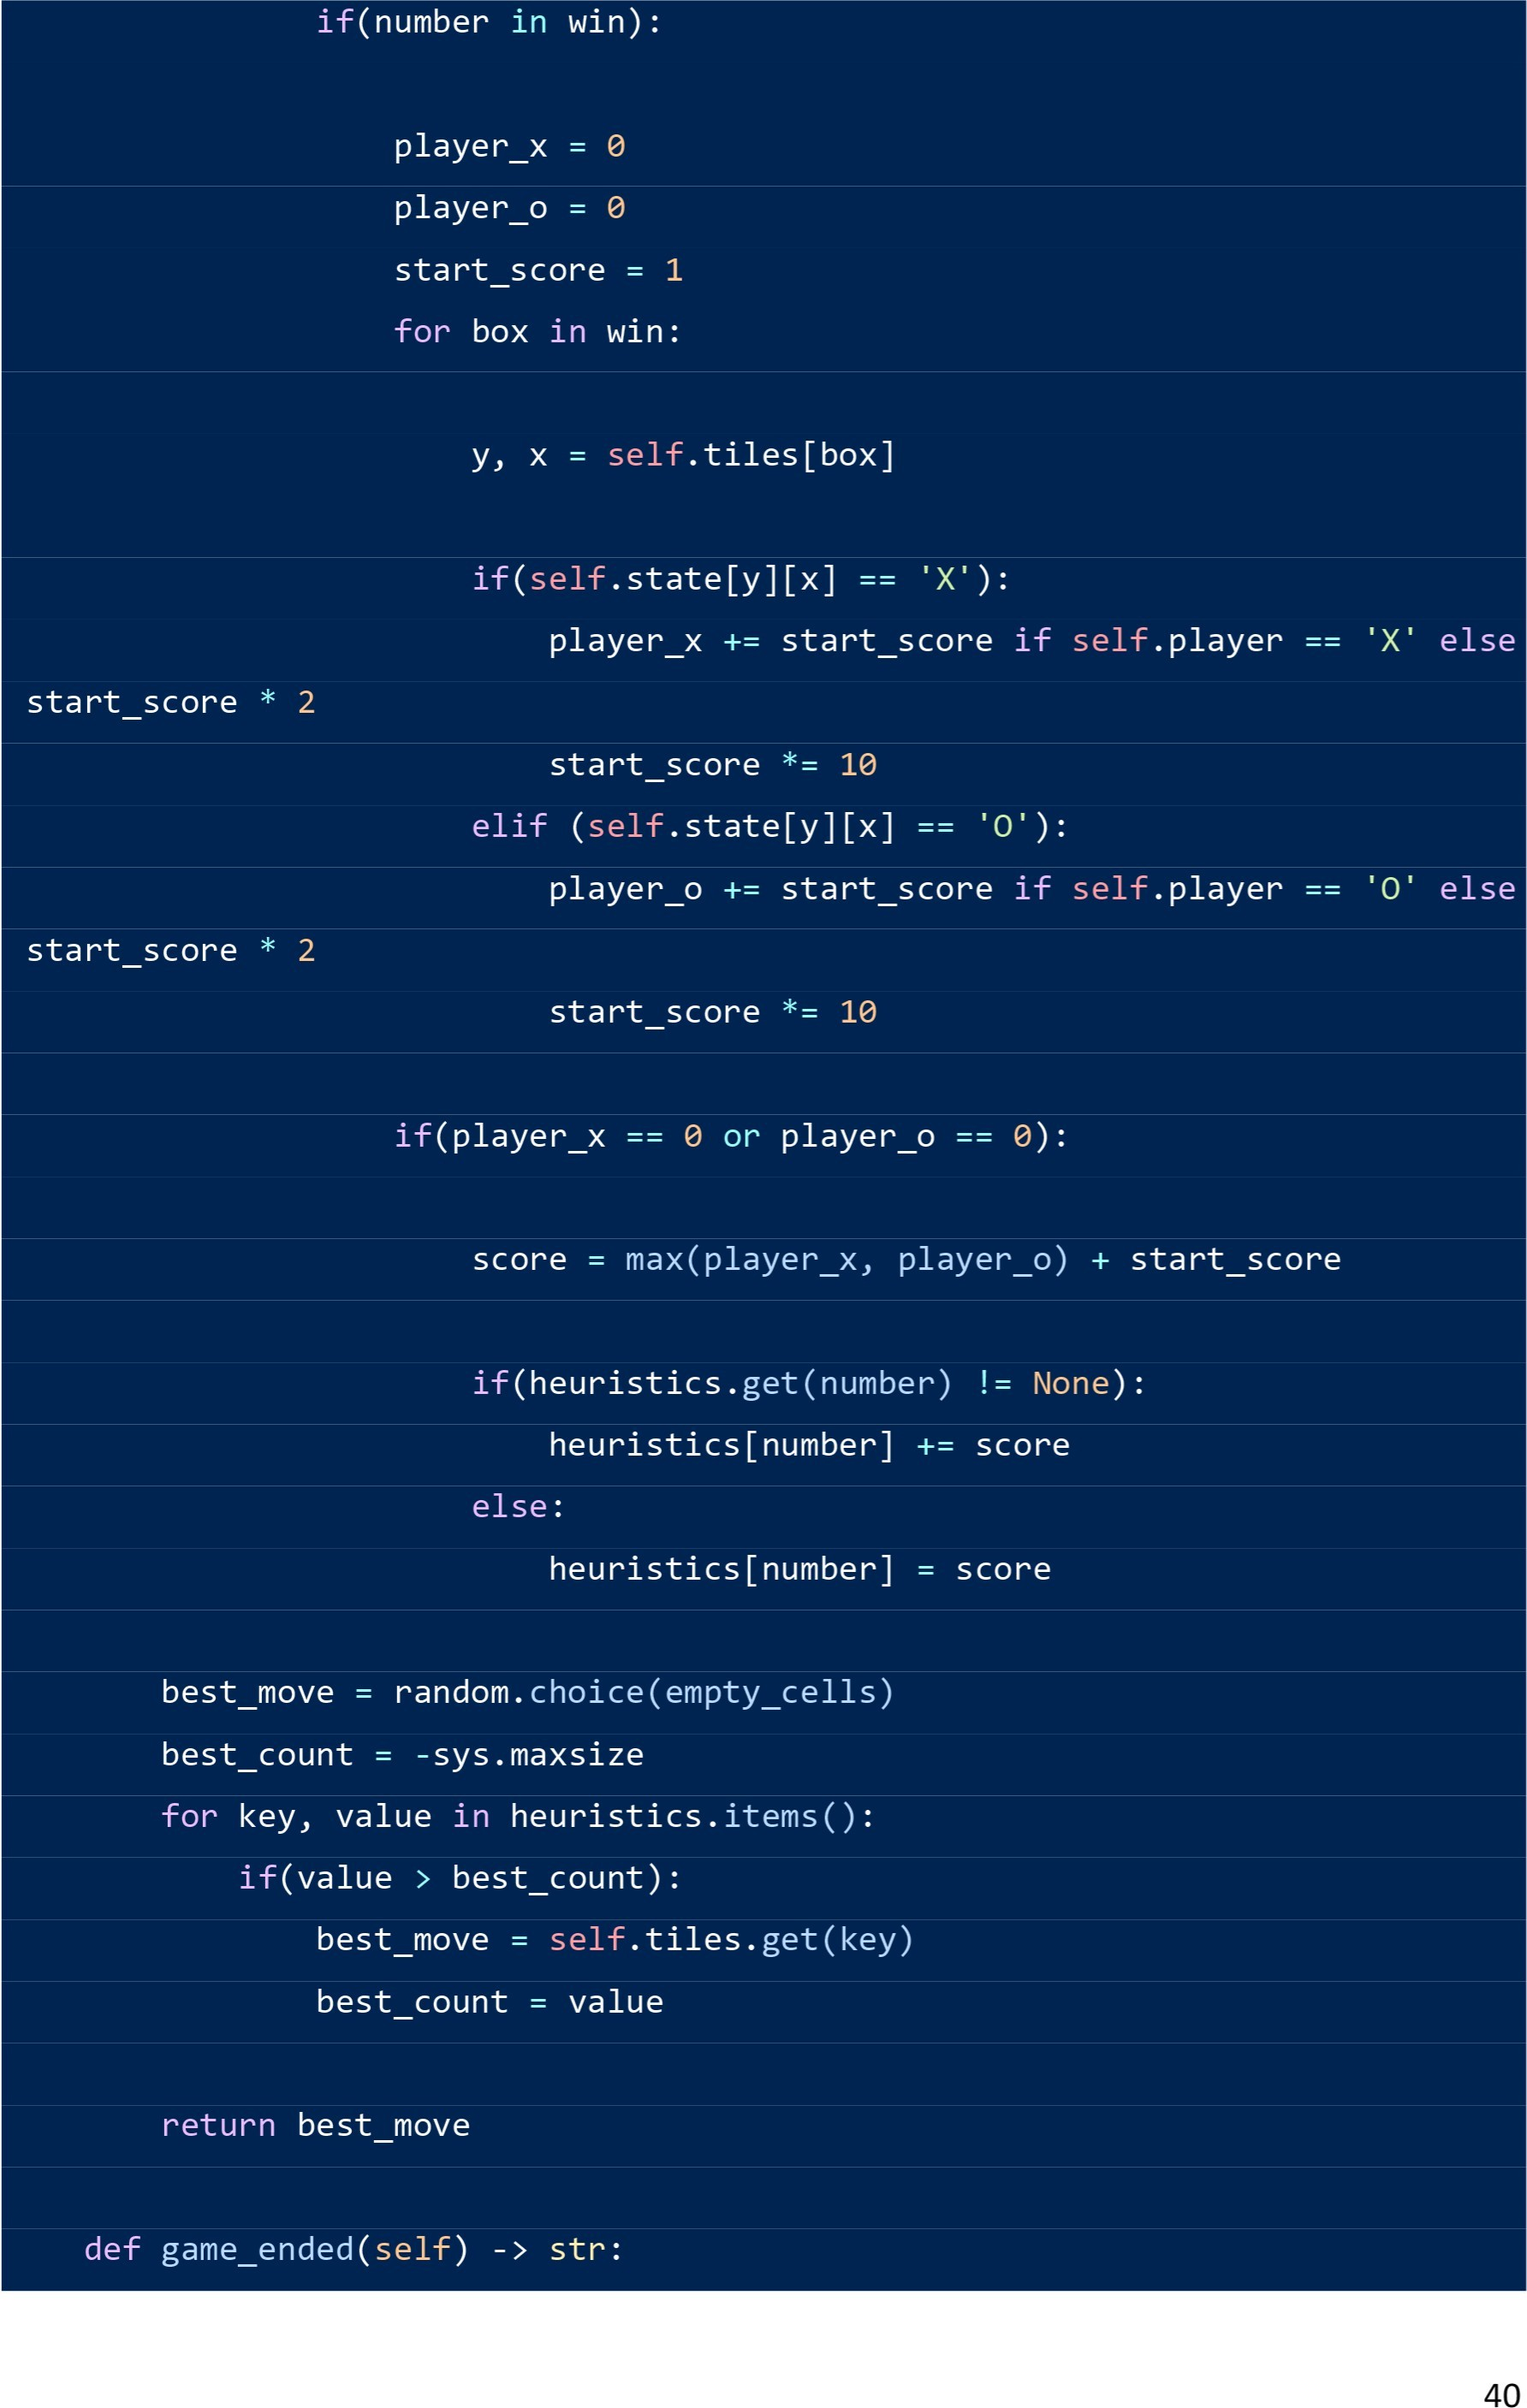 if(number in win):
player_x = 0
player_o = 0
start_score = 1
for box in win:
y, x = self.tiles[box]
if(self.state[y][x] == 'X'):
player_x += start_score if self.player == 'X' else
start_score * 2
start_score *= 10
elif (self.state[y][x] == 'O'):
player_o += start_score if self.player == 'O' else
start_score * 2
start_score *= 10
if(player_x == 0 or player_o == 0):
score = max(player_x, player_o) + start_score
if(heuristics.get(number) != None):
heuristics[number] += score
else:
heuristics[number] = score
best_move = random.choice(empty_cells)
best_count = -sys.maxsize
for key, value in heuristics.items():
if(value > best_count):
best_move = self.tiles.get(key)
best_count = value
return best_move
def game_ended(self) -> str:
40